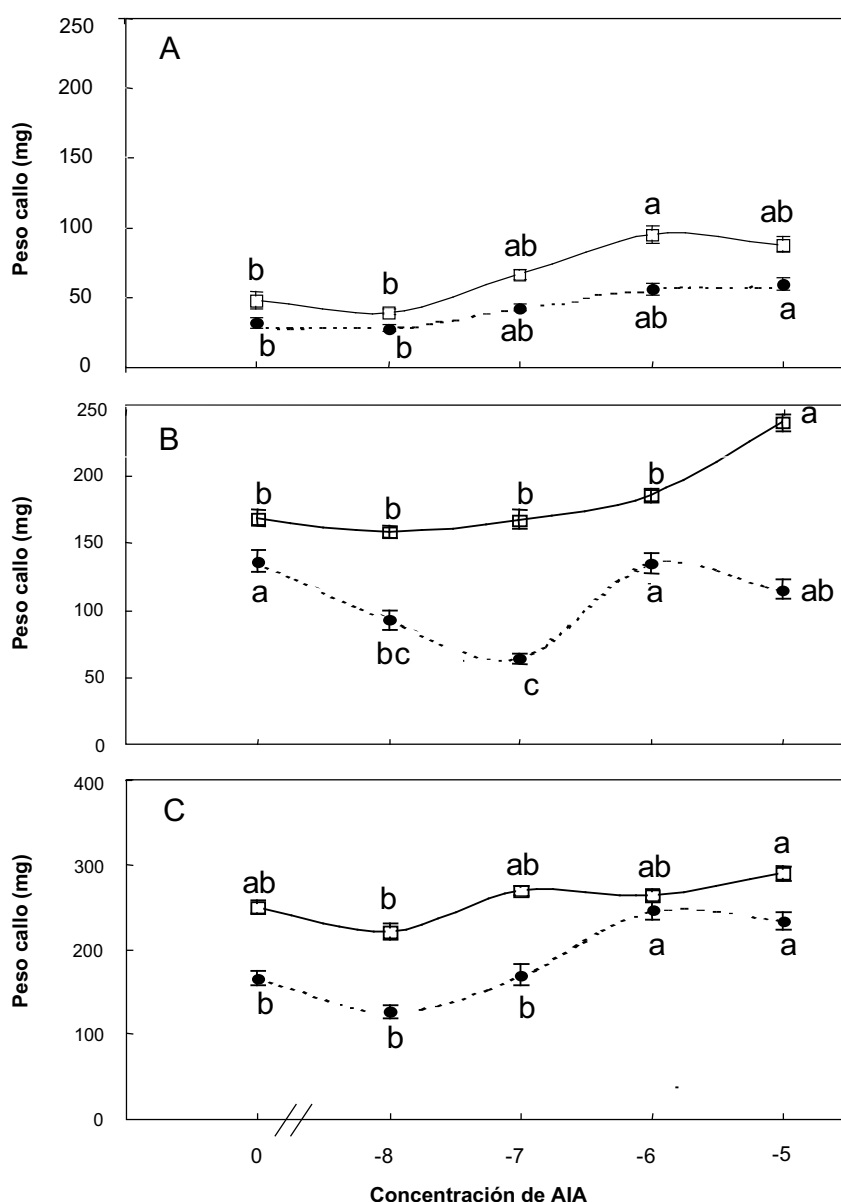 250
A
200
150
100
50
0
Peso callo (mg)
b b ab a ab
b b ab ab a
250
B
200
150
100
50
0
Peso callo (mg)
b b b b a
a bc c a ab
400
C
300
200
100
0
Peso callo (mg)
ab b ab ab a
b b b a a
0 -8 -7 -6 -5
Concentración de AIA